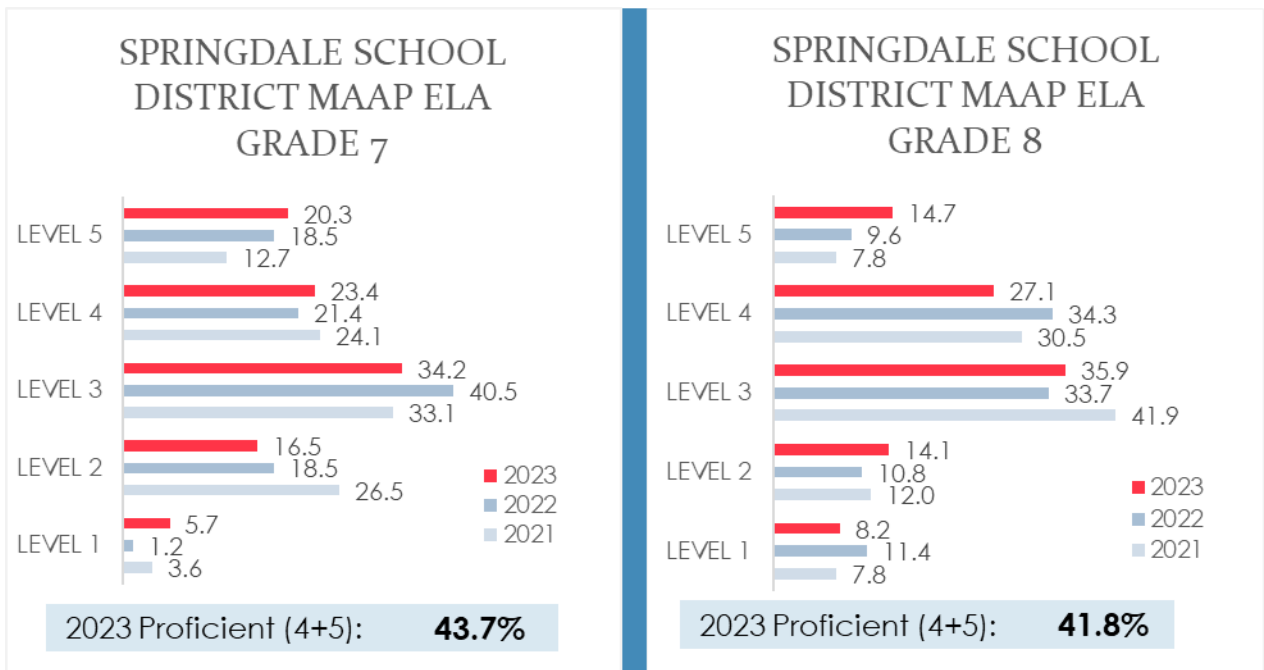 SPRINGDALE SCHOOL
DISTRICT MAAP ELA
GRADE 7
LEVEL 5
20.3
18.5
12.7
LEVEL 4
23.4
21.4
24.1
LEVEL 3
34.2
40.5
33.1
LEVEL 2
16.5
18.5
26.5
LEVEL 1
5.7
1.2
3.6
2023
2022
2021
2023 Proficient (4+5): 43.7%
SPRINGDALE SCHOOL
DISTRICT MAAP ELA
GRADE 8
LEVEL 5
14.7
9.6
7.8
LEVEL 4
27.1
34.3
30.5
LEVEL 3
35.9
33.7
41.9
LEVEL 2
14.1
10.8
12.0
LEVEL 1
8.2
11.4
7.8
2023
2022
2021
2023 Proficient (4+5): 41.8%